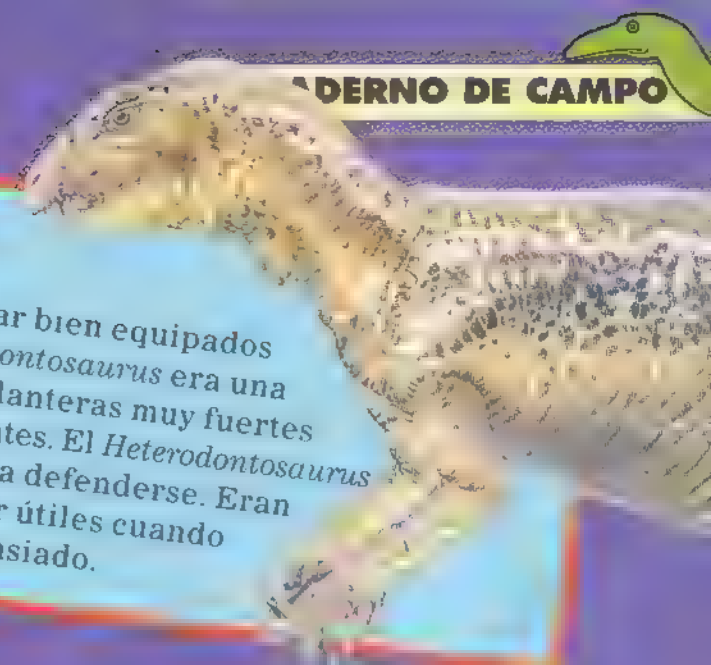 ADERNO DE CAMPO
ar bien equipados
ontosaurus era una
lanteras muy fuertes
ntes. El Heterodontosaurus
a defenderse. Eran
r útiles cuando
asiado.